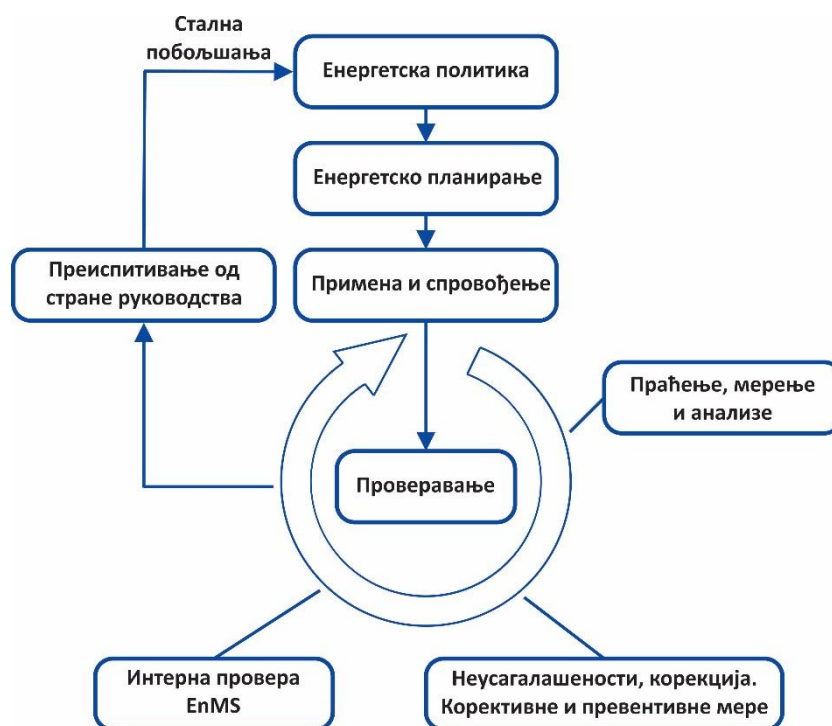 Стална
побољшања
Енергетска политика
Енергетско планирање
Преиспитивање од
стране руководства
Примена и спровођење
Праћење, мерење
и анализе
Проверавање
Интерна провера
EnMS
Неусагалашености, корекција.
Корективне и превентивне мере